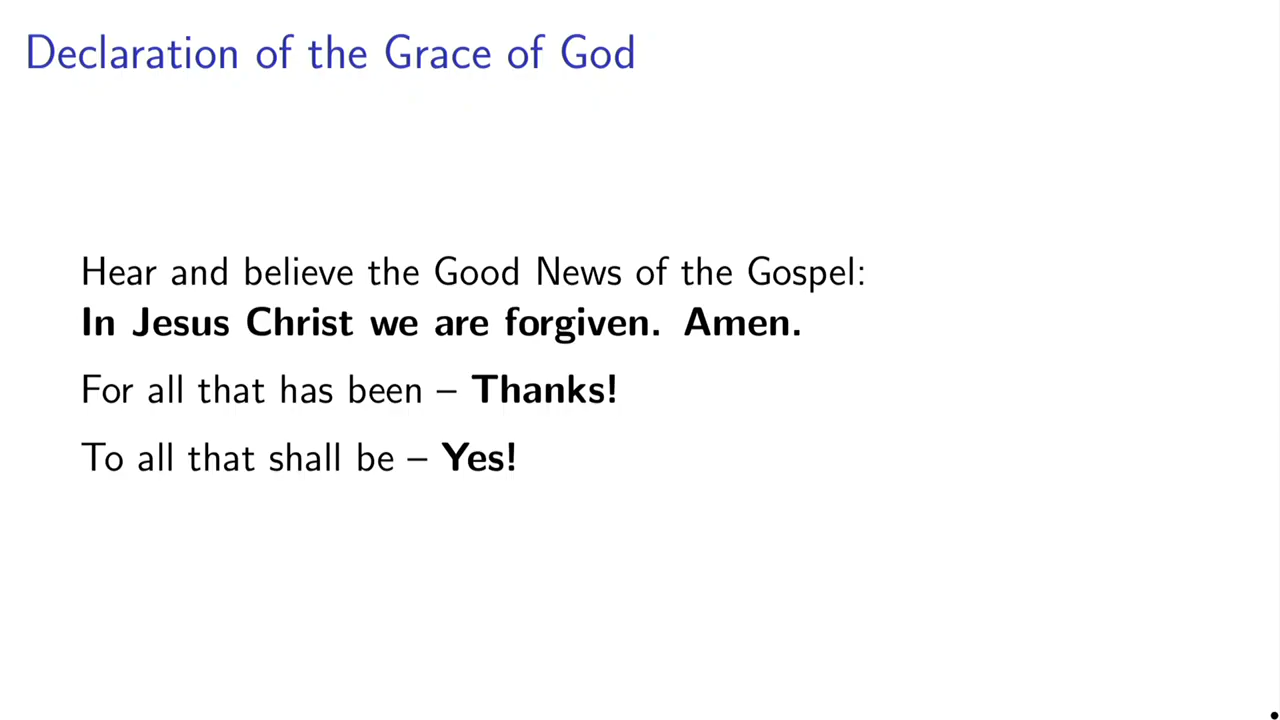 Declaration of the Grace of God
Hear and believe the Good News of the Gospel:
In Jesus Christ we are forgiven. Amen.
For all that has been – Thanks!
To all that shall be – Yes!